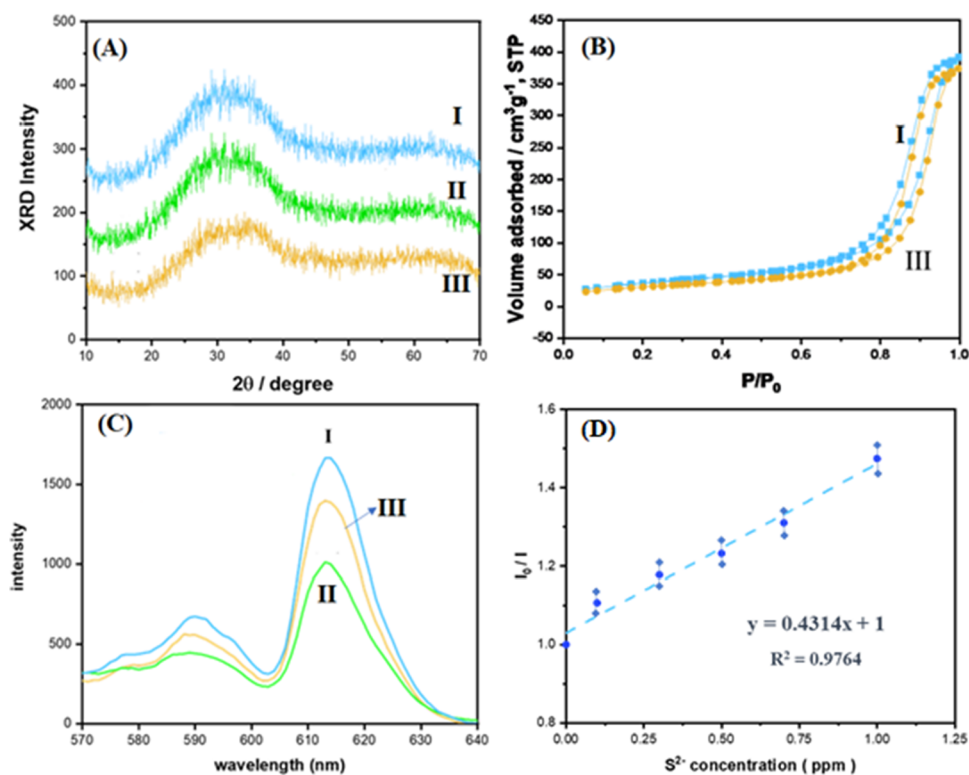 (A)
XRD Intensity
500
400
300
200
100
0
I
II
III
10 20 30 40 50 60 70
2θ / degree
(B)
Volume adsorbed / cm³g⁻¹, STP
450
400
350
300
250
200
150
100
50
0
-50
I
III
0.0 0.2 0.4 0.6 0.8 1.0
P/P₀
(C)
intensity
2000
1500
1000
500
0
I
III
II
570 580 590 600 610 620 630 640
wavelength (nm)
(D)
I₀ / I
1.6
1.4
1.2
1.0
0.8
y = 0.4314x + 1
R² = 0.9764
0.00 0.25 0.50 0.75 1.00 1.25
S²⁻ concentration ( ppm )